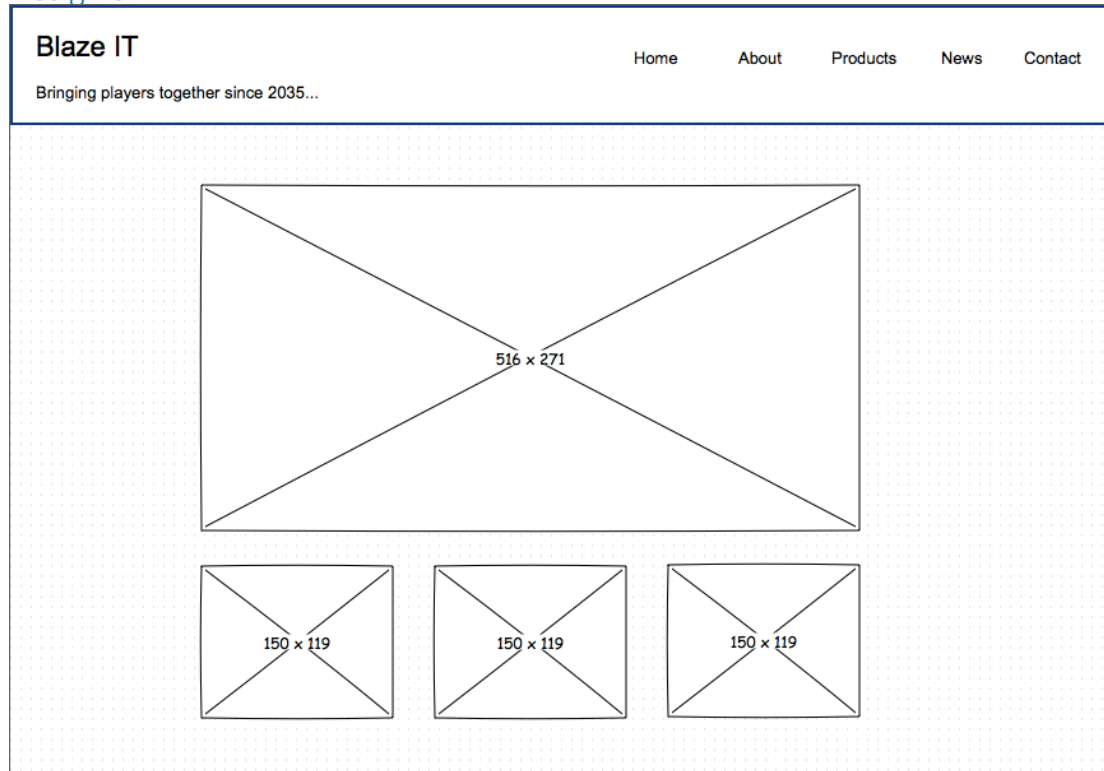 Blaze IT
Home About Products News Contact
Bringing players together since 2035...
516 x 271
150 x 119 150 x 119 150 x 119